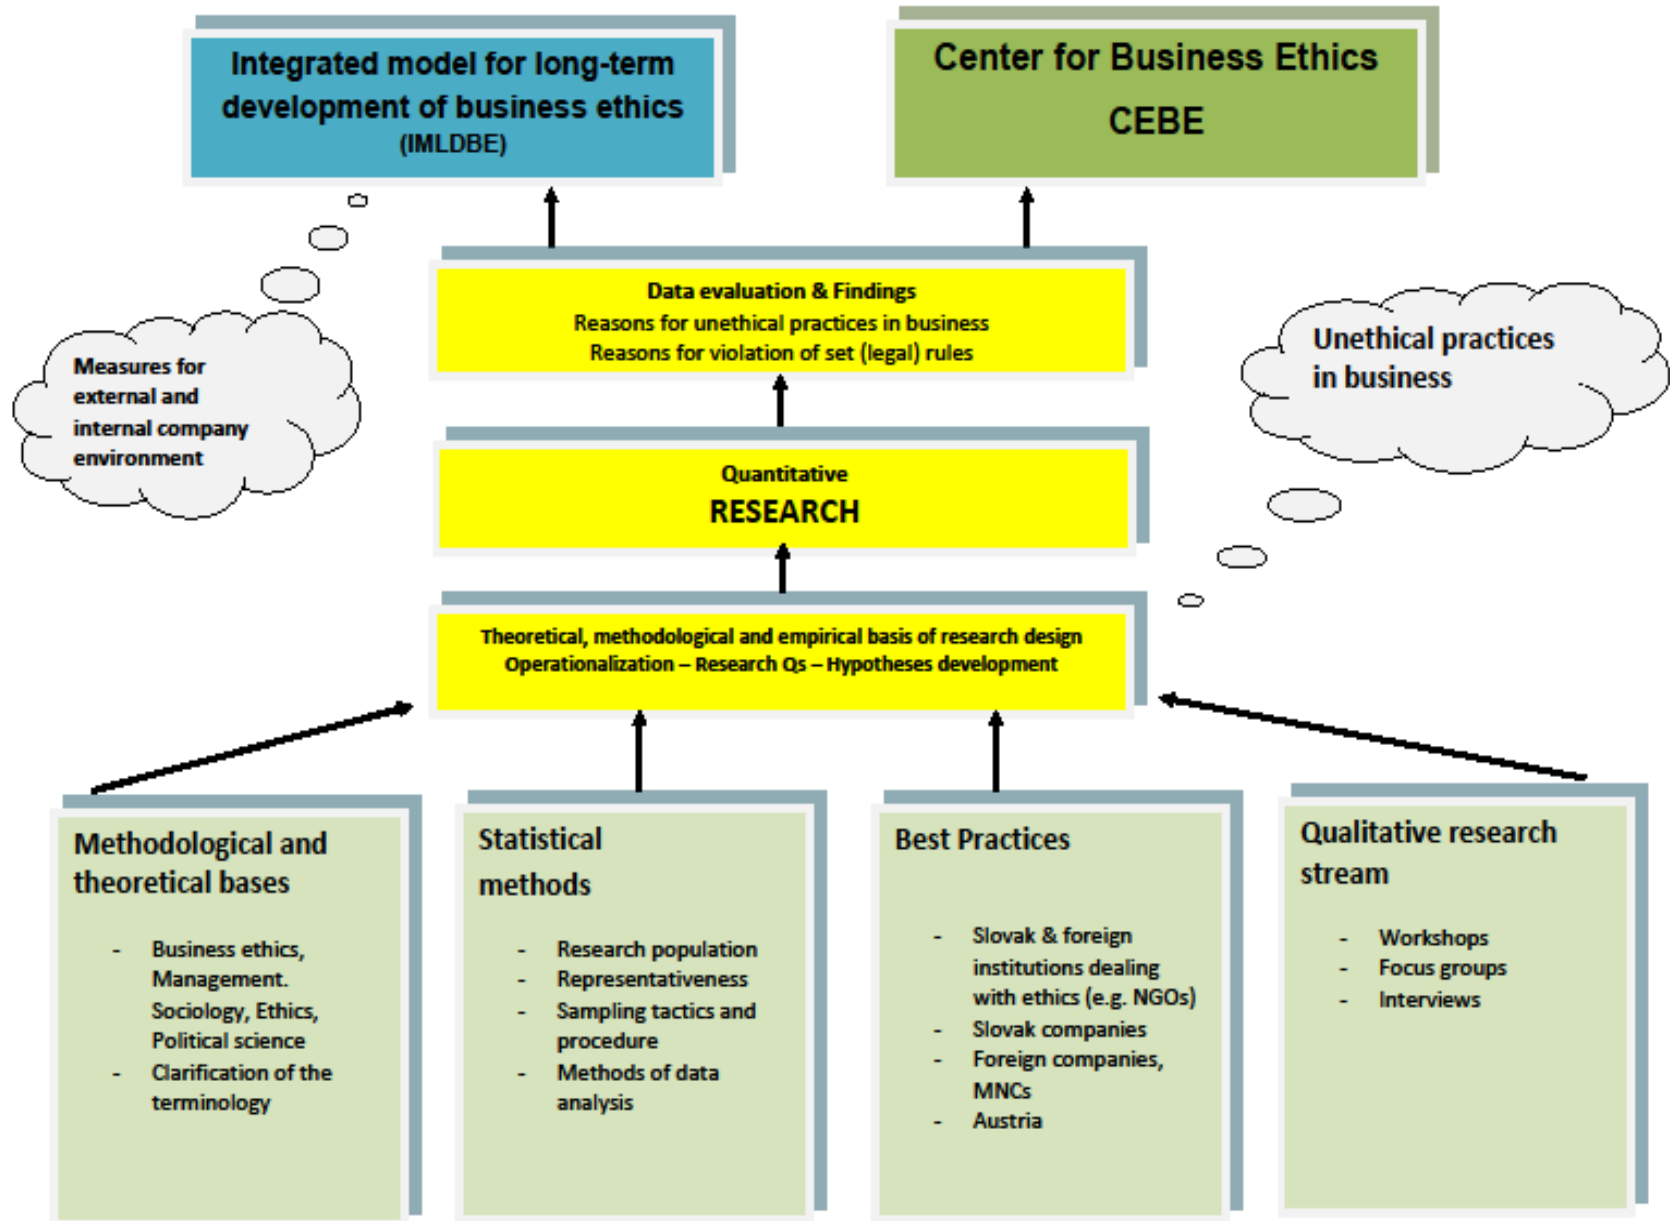 Integrated model for long-term
development of business ethics
(IMLDBE)
Center for Business Ethics
CEBE
Data evaluation & Findings
Reasons for unethical practices in business
Reasons for violation of set (legal) rules
Measures for
external and
internal company
environment
Unethical practices
in business
Quantitative
RESEARCH
Theoretical, methodological and empirical basis of research design
Operationalization – Research Qs – Hypotheses development
Methodological and
theoretical bases
- Business ethics,
Management.
Sociology, Ethics,
Political science
- Clarification of the
terminology
Statistical
methods
- Research population
- Representativeness
- Sampling tactics and
procedure
- Methods of data
analysis
Best Practices
- Slovak & foreign
institutions dealing
with ethics (e.g. NGOs)
- Slovak companies
- Foreign companies,
MNCs
- Austria
Qualitative research
stream
- Workshops
- Focus groups
- Interviews